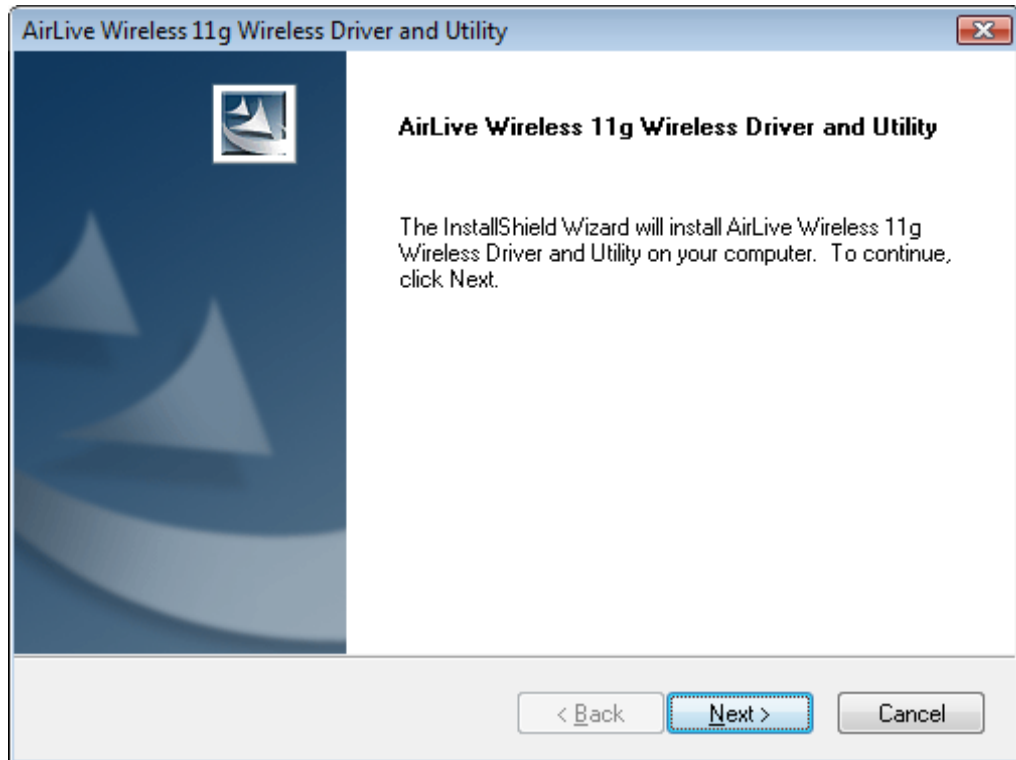 AirLive Wireless 11g Wireless Driver and Utility
AirLive Wireless 11g Wireless Driver and Utility
The InstallShield Wizard will install AirLive Wireless 11g
Wireless Driver and Utility on your computer.  To continue,
click Next.
< Back
Next >
Cancel